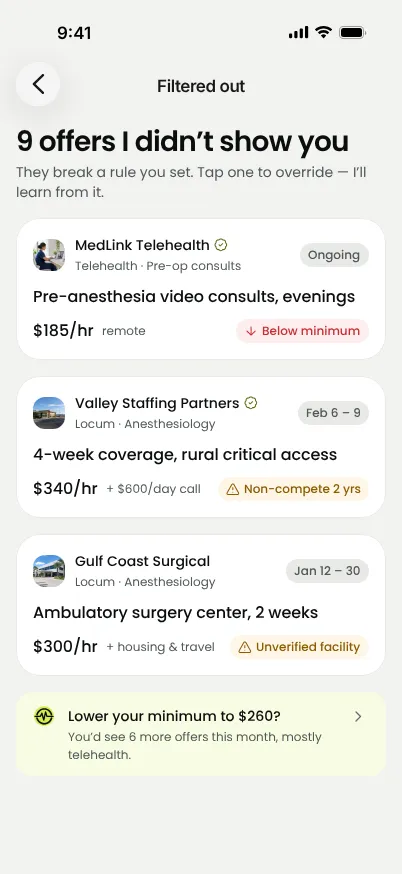 9:41
Filtered out
9 offers I didn’t show you
They break a rule you set. Tap one to override — I’ll
learn from it.
MedLink Telehealth
Telehealth · Pre-op consults
Ongoing
Pre-anesthesia video consults, evenings
$185/hr remote
Below minimum
Valley Staffing Partners
Locum · Anesthesiology
Feb 6 – 9
4-week coverage, rural critical access
$340/hr + $600/day call
Non-compete 2 yrs
Gulf Coast Surgical
Locum · Anesthesiology
Jan 12 – 30
Ambulatory surgery center, 2 weeks
$300/hr + housing & travel
Unverified facility
Lower your minimum to $260?
You’d see 6 more offers this month, mostly
telehealth.